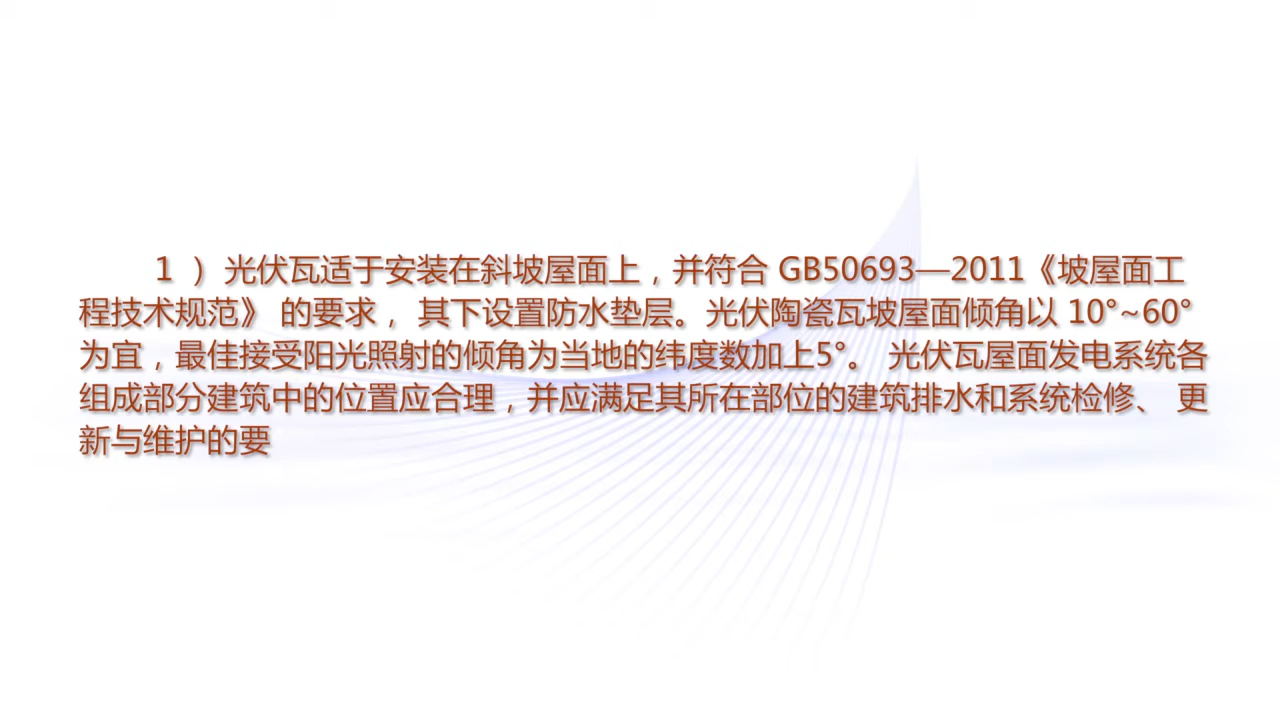 1 ） 光伏瓦适于安装在斜坡屋面上，并符合 GB50693—2011《坡屋面工
程技术规范》 的要求， 其下设置防水垫层。光伏陶瓷瓦坡屋面倾角以 10°~60°
为宜，最佳接受阳光照射的倾角为当地的纬度数加上5°。 光伏瓦屋面发电系统各
组成部分建筑中的位置应合理，并应满足其所在部位的建筑排水和系统检修、 更
新与维护的要